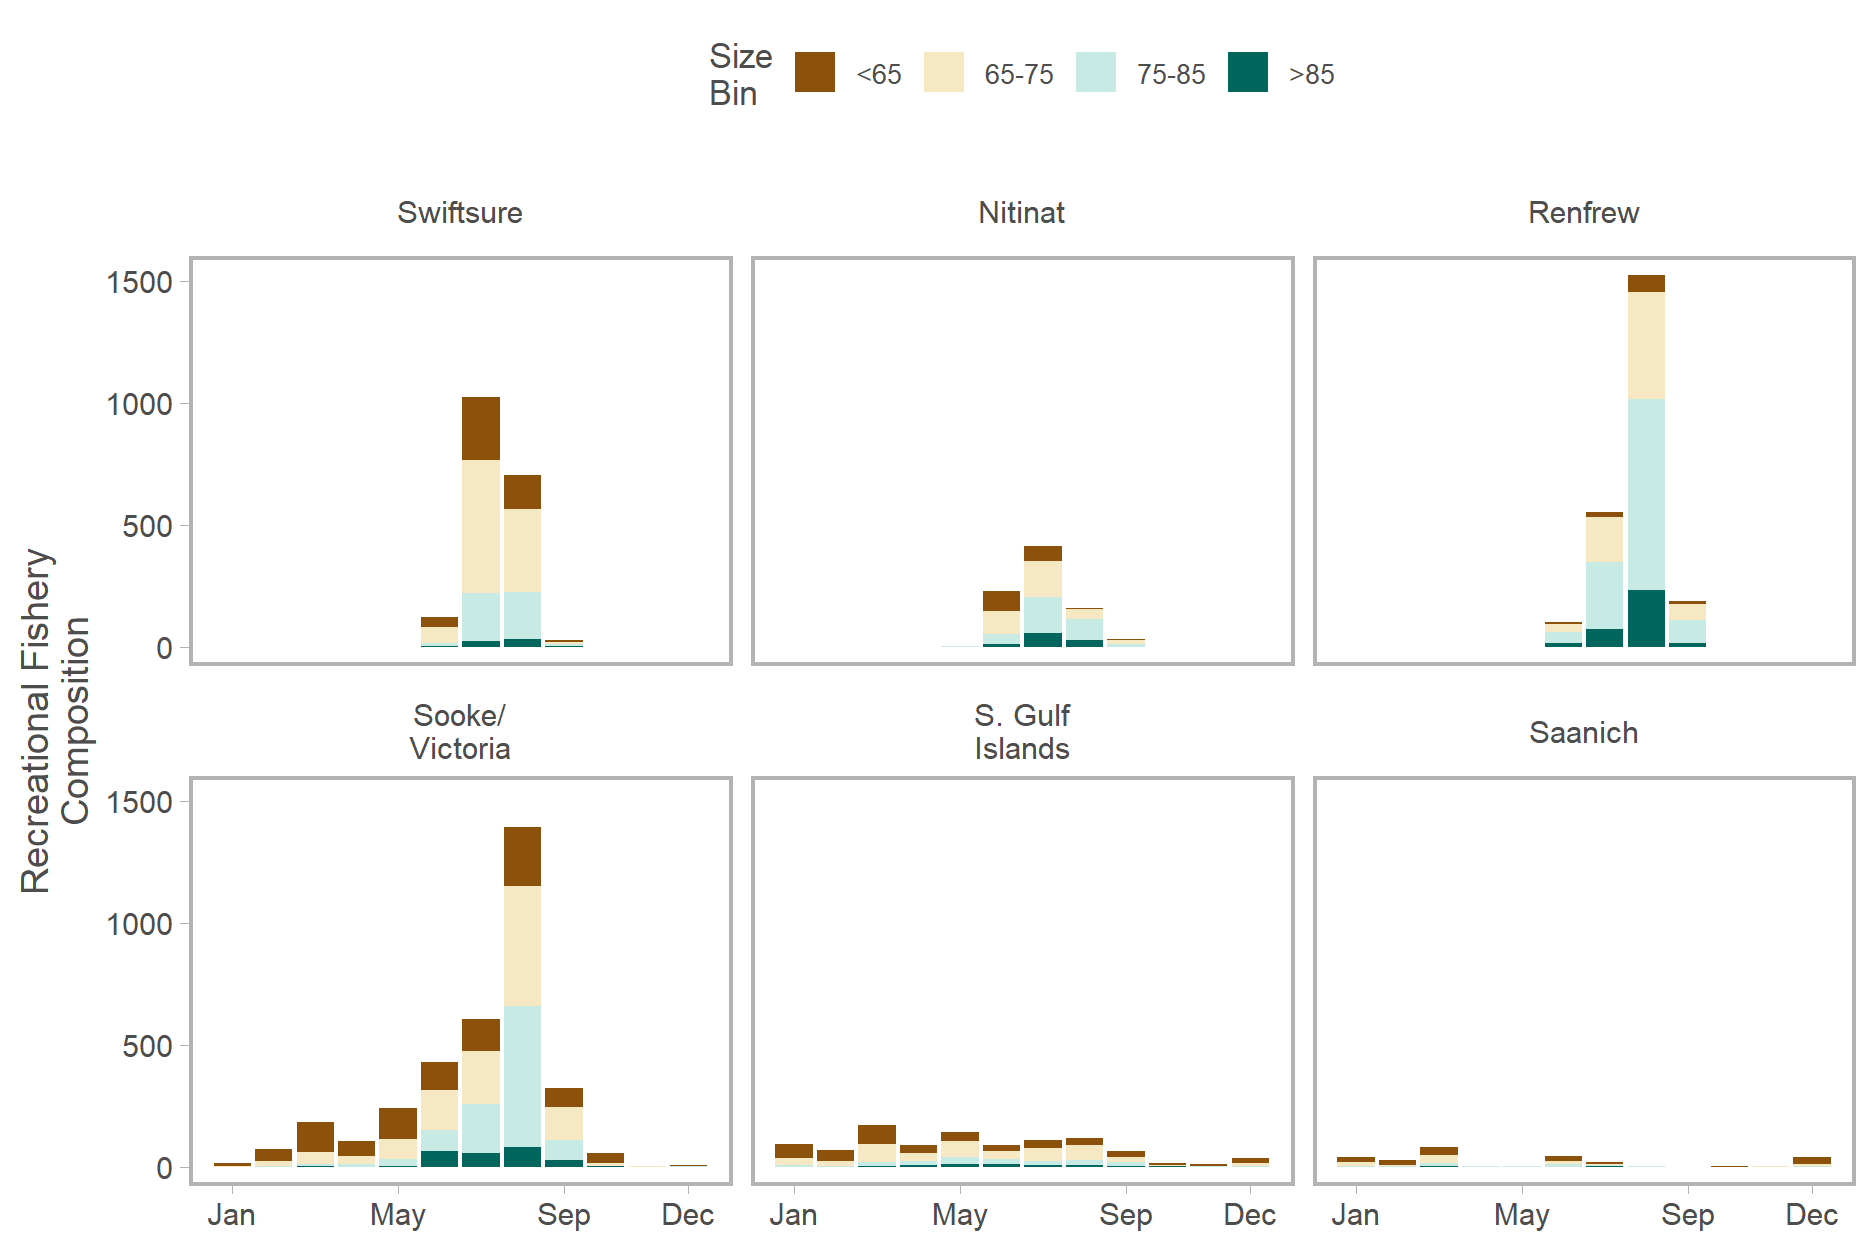 Size
Bin
<65
65-75
75-85
>85
Swiftsure
Nitinat
Renfrew
1500
1000
500
0
Recreational Fishery
Composition
Sooke/
Victoria
S. Gulf
Islands
Saanich
1500
1000
500
0
Jan
May
Sep
Dec
Jan
May
Sep
Dec
Jan
May
Sep
Dec